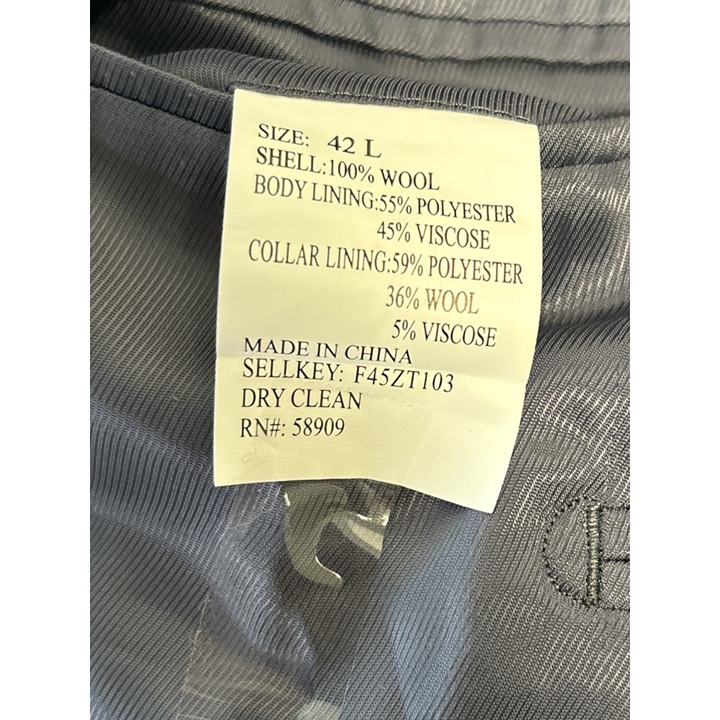 SIZE: 42 L
SHELL:100% WOOL
BODY LINING:55% POLYESTER
45% VISCOSE
COLLAR LINING:59% POLYESTER
36% WOOL
5% VISCOSE
MADE IN CHINA
SELLKEY: F45ZT103
DRY CLEAN
RN#: 58909